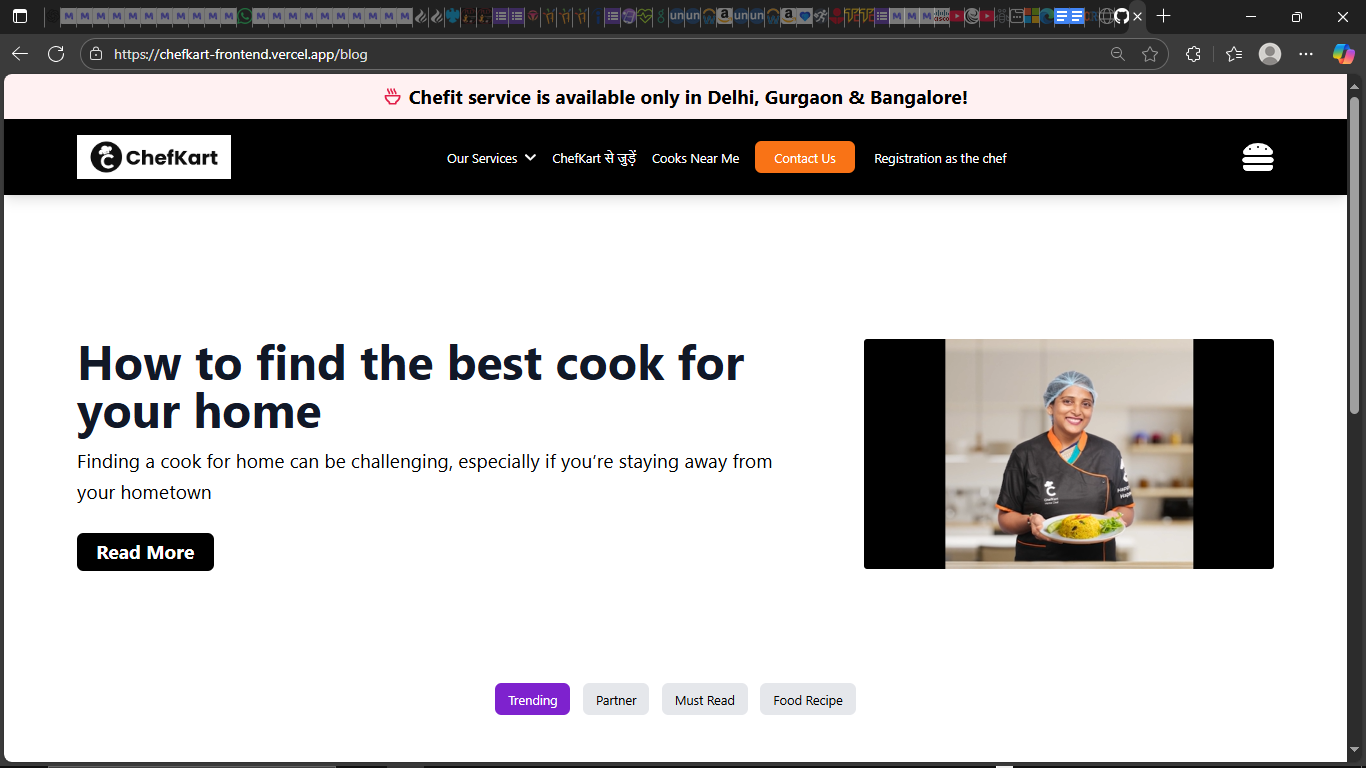 https://chefkart-frontend.vercel.app/blog
Chefit service is available only in Delhi, Gurgaon & Bangalore!
ChefKart
Our Services
ChefKart से जुड़ें
Cooks Near Me
Contact Us
Registration as the chef
How to find the best cook for
your home
Finding a cook for home can be challenging, especially if you’re staying away from
your hometown
Read More
Trending
Partner
Must Read
Food Recipe